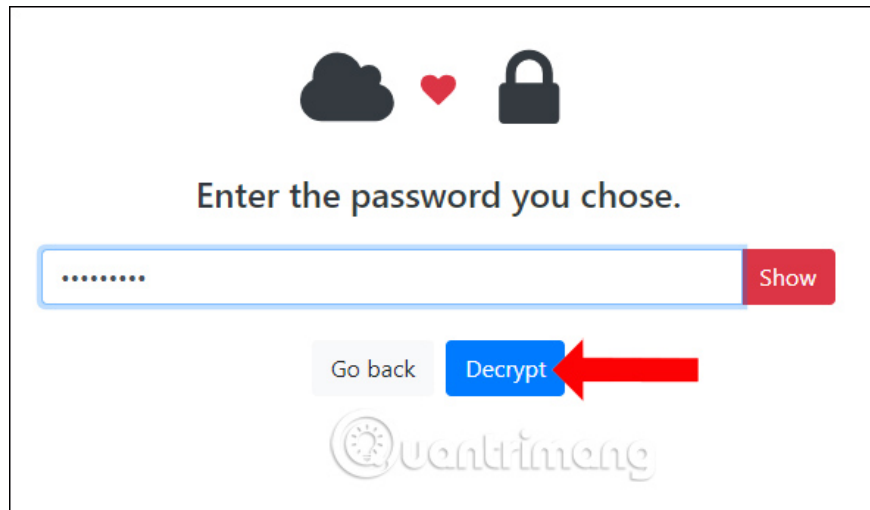 Enter the password you chose.
•••••••••
Show
Go back
Decrypt
Quantrimang